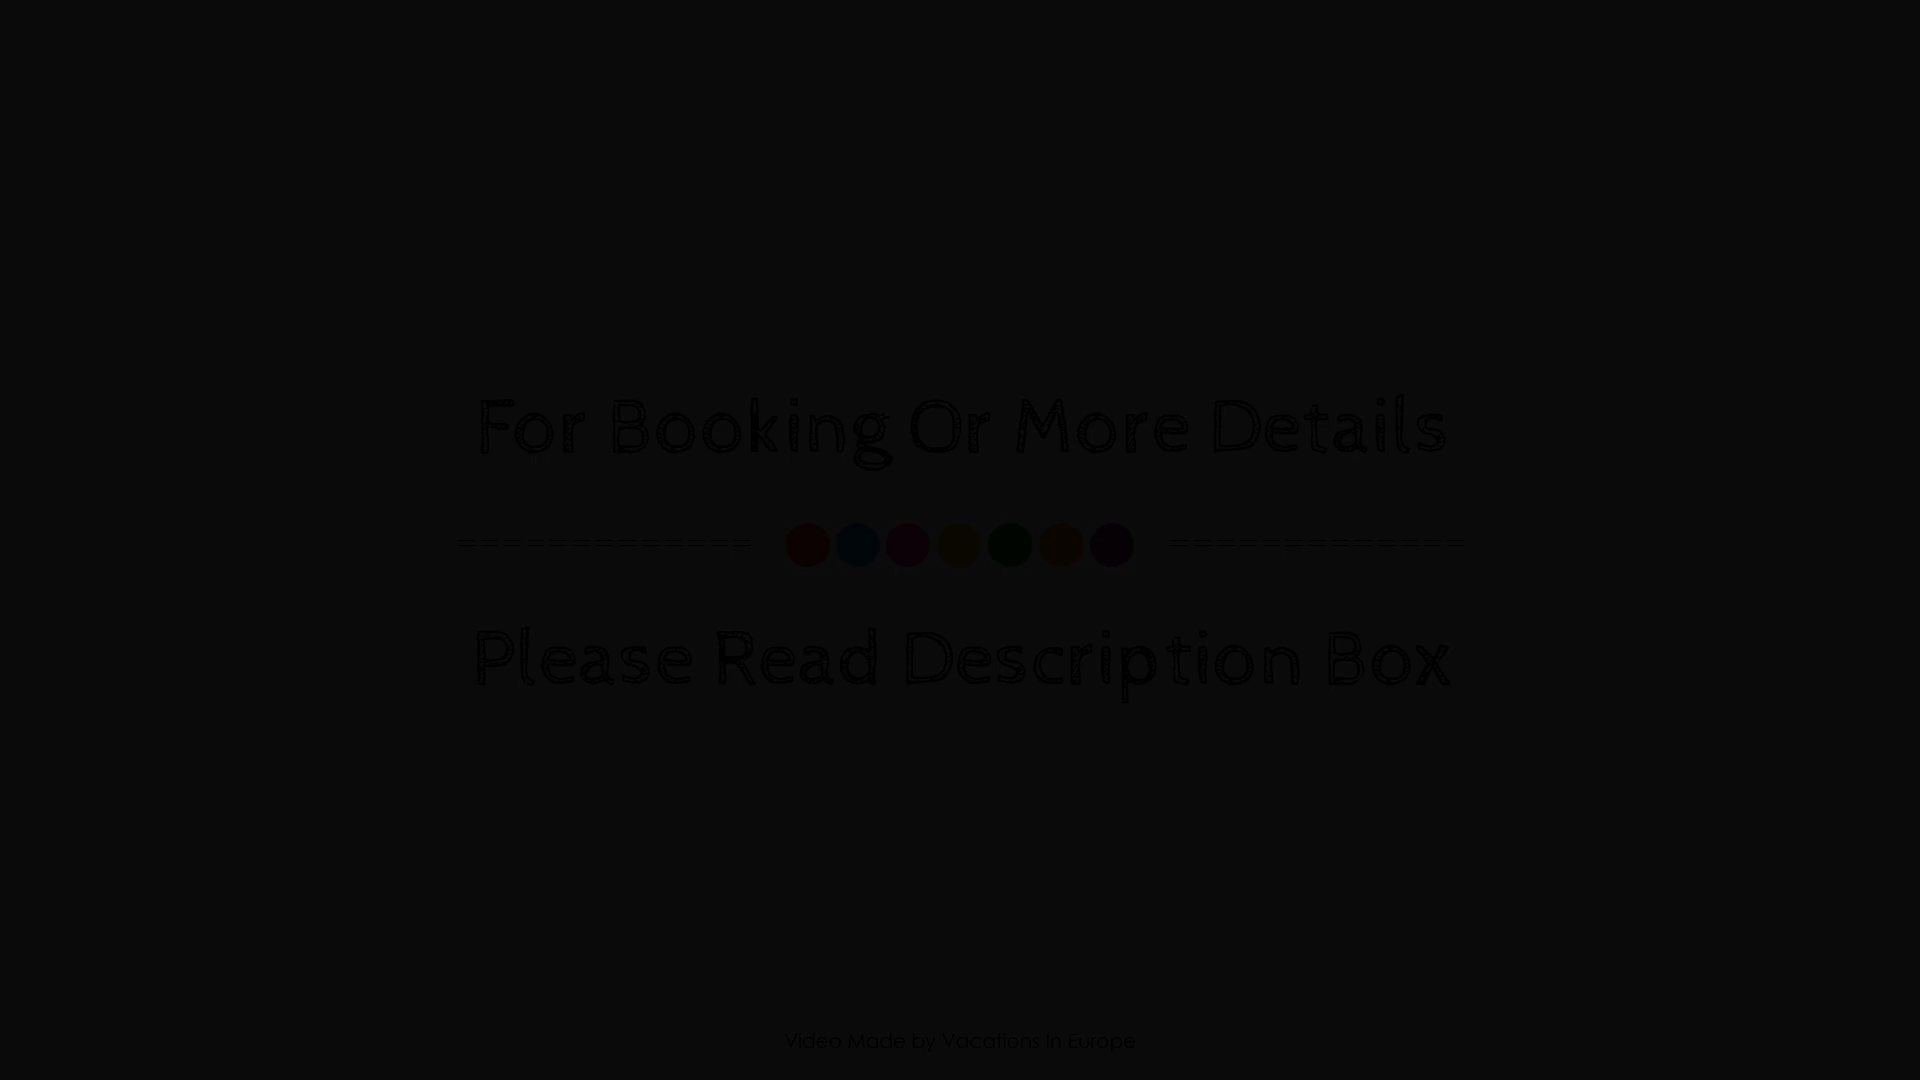 For Booking Or More Details
Please Read Description Box
Video Made by Vacations In Europe